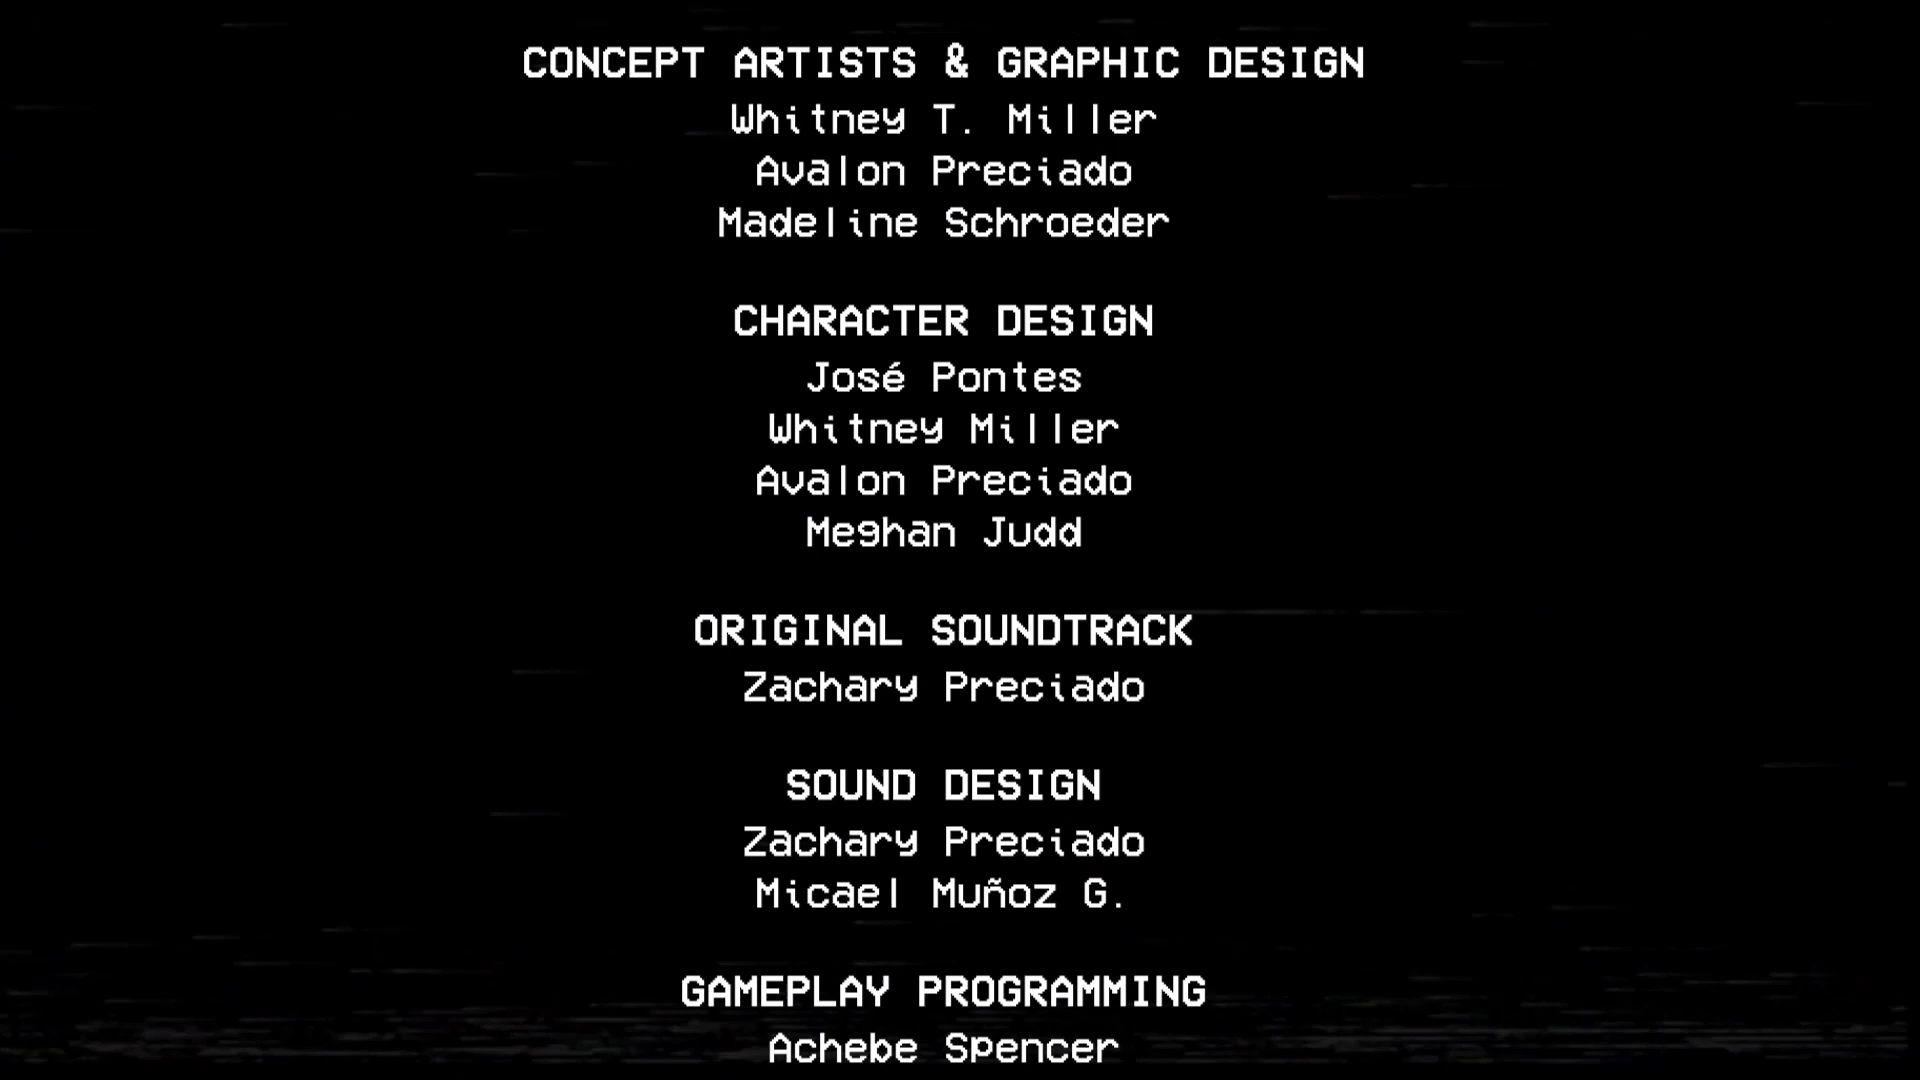 CONCEPT ARTISTS & GRAPHIC DESIGN
Whitney T. Miller
Avalon Preciado
Madeline Schroeder
CHARACTER DESIGN
José Pontes
Whitney Miller
Avalon Preciado
Meghan Judd
ORIGINAL SOUNDTRACK
Zachary Preciado
SOUND DESIGN
Zachary Preciado
Micael Muñoz G.
GAMEPLAY PROGRAMMING
Achebe Spencer